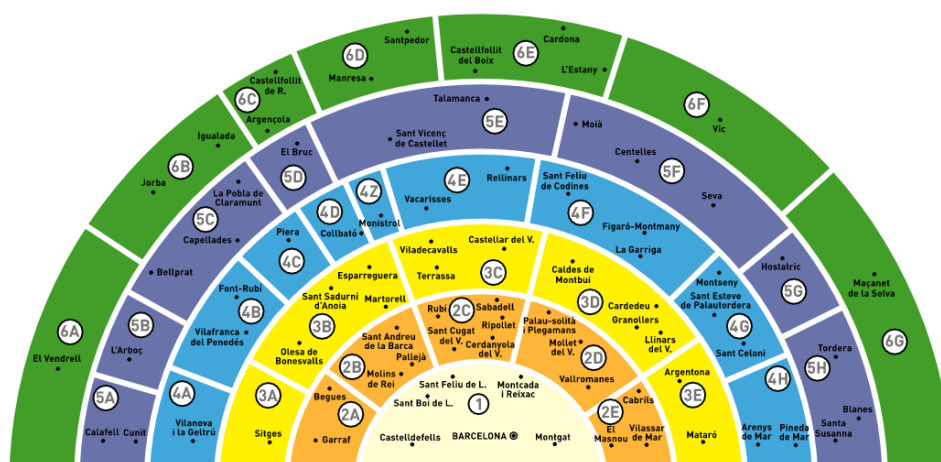 Santpedor
6D
Manresa
Castellfollit
del Boix
6E
Cardona
L'Estany
6C
Castellfollit
de R.
Argençola
6F
Vic
Igualada
6B
Jorba
Talamanca
5E
Sant Vicenç
de Castellet
Moià
Centelles
5F
Seva
El Bruc
5D
La Pobla de
Claramunt
5C
Capellades
Bellprat
4Z
Monistrol
4D
Collbató
4E
Rellinars
Vacarisses
Sant Feliu
de Codines
4F
Figaró-Montmany
La Garriga
Piera
4C
Hostalric
5G
Maçanet
de la Selva
6G
Montseny
Sant Esteve
de Palautordera
4G
Sant Celoni
Font-Rubí
4B
Vilafranca
del Penedés
Viladecavalls
Castellar del V.
Terrassa
3C
Caldes de
Montbui
3D
Cardedeu
Granollers
Llinars
del V.
Esparreguera
Sant Sadurní
d'Anoia
Martorell
3B
Olesa de
Bonesvalls
6A
El Vendrell
5B
L'Arboç
5A
Calafell
Cunit
4A
Vilanova
i la Geltrú
3A
Sitges
Rubí
2C
Sabadell
Sant Cugat
del V.
Ripollet
Cerdanyola
del V.
Palau-solità
i Plegamans
Mollet
del V.
2D
Vallromanes
Sant Andreu
de la Barca
Pallejà
2B
Molins
de Rei
Begues
2A
Garraf
Sant Feliu de L.
Montcada
i Reixac
Sant Boi de L.
1
Castelldefels
BARCELONA
Montgat
2E
Cabrils
El
Masnou
Vilassar
de Mar
Argentona
3E
Mataró
4H
Arenys
de Mar
Pineda
de Mar
Tordera
5H
Blanes
Santa
Susanna